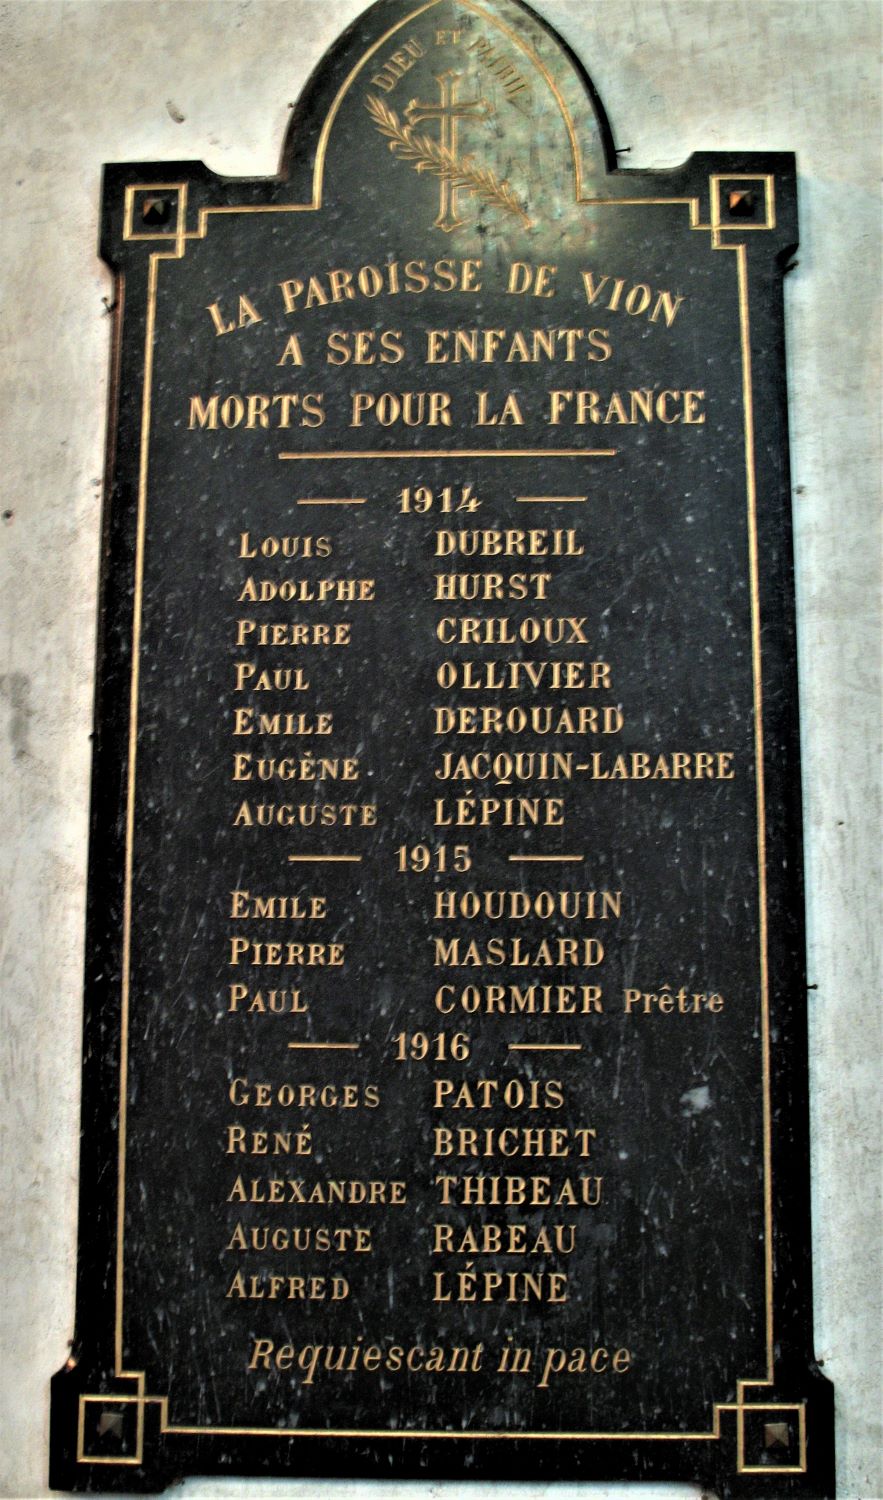 DIEU ET PATRIE
LA PAROISSE DE VION
A SES ENFANTS
MORTS POUR LA FRANCE
1914
LOUIS DUBREIL
ADOLPHE HURST
PIERRE CRILOUX
PAUL OLLIVIER
EMILE DEROUARD
EUGÈNE JACQUIN-LABARRE
AUGUSTE LÉPINE
1915
EMILE HOUDOUIN
PIERRE MASLARD
PAUL CORMIER Prêtre
1916
GEORGES PATOIS
RENÉ BRICHET
ALEXANDRE THIBEAU
AUGUSTE RABEAU
ALFRED LÉPINE
Requiescant in pace